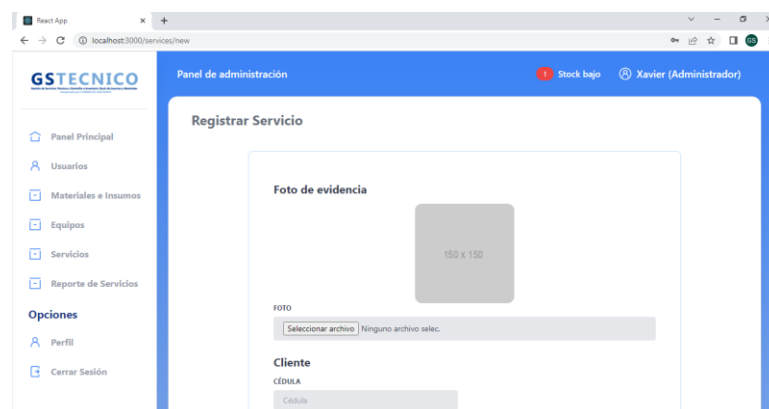 React App
localhost:3000/services/new
GS
GSTECNICO
Panel de administración
1 Stock bajo
Xavier (Administrador)
Panel Principal
Usuarios
Materiales e Insumos
Equipos
Servicios
Reporte de Servicios
Opciones
Perfil
Cerrar Sesión
Registrar Servicio
Foto de evidencia
150 x 150
FOTO
Seleccionar archivo Ninguno archivo selec.
Cliente
CÉDULA
Cédula